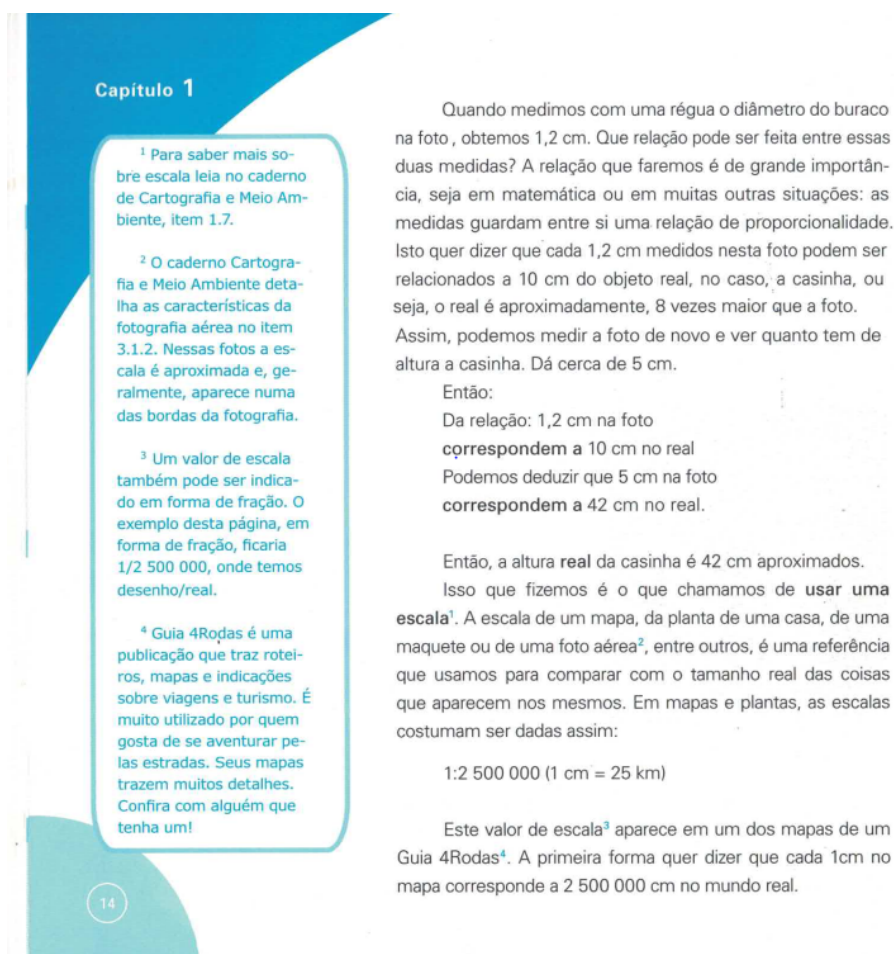 Capítulo 1
¹ Para saber mais so-
bre escala leia no caderno
de Cartografia e Meio Am-
biente, item 1.7.
² O caderno Cartogra-
fia e Meio Ambiente deta-
lha as características da
fotografia aérea no item
3.1.2. Nessas fotos a es-
cala é aproximada e, ge-
ralmente, aparece numa
das bordas da fotografia.
³ Um valor de escala
também pode ser indica-
do em forma de fração. O
exemplo desta página, em
forma de fração, ficaria
1/2 500 000, onde temos
desenho/real.
⁴ Guia 4Rodas é uma
publicação que traz rotei-
ros, mapas e indicações
sobre viagens e turismo. É
muito utilizado por quem
gosta de se aventurar pe-
las estradas. Seus mapas
trazem muitos detalhes.
Confira com alguém que
tenha um!
14
Quando medimos com uma régua o diâmetro do buraco
na foto , obtemos 1,2 cm. Que relação pode ser feita entre essas
duas medidas? A relação que faremos é de grande importân-
cia, seja em matemática ou em muitas outras situações: as
medidas guardam entre si uma relação de proporcionalidade.
Isto quer dizer que cada 1,2 cm medidos nesta foto podem ser
relacionados a 10 cm do objeto real, no caso, a casinha, ou
seja, o real é aproximadamente, 8 vezes maior que a foto.
Assim, podemos medir a foto de novo e ver quanto tem de
altura a casinha. Dá cerca de 5 cm.
Então:
Da relação: 1,2 cm na foto
correspondem a 10 cm no real
Podemos deduzir que 5 cm na foto
correspondem a 42 cm no real.
Então, a altura real da casinha é 42 cm aproximados.
Isso que fizemos é o que chamamos de usar uma
escala¹. A escala de um mapa, da planta de uma casa, de uma
maquete ou de uma foto aérea², entre outros, é uma referência
que usamos para comparar com o tamanho real das coisas
que aparecem nos mesmos. Em mapas e plantas, as escalas
costumam ser dadas assim:
1:2 500 000 (1 cm = 25 km)
Este valor de escala³ aparece em um dos mapas de um
Guia 4Rodas⁴. A primeira forma quer dizer que cada 1cm no
mapa corresponde a 2 500 000 cm no mundo real.